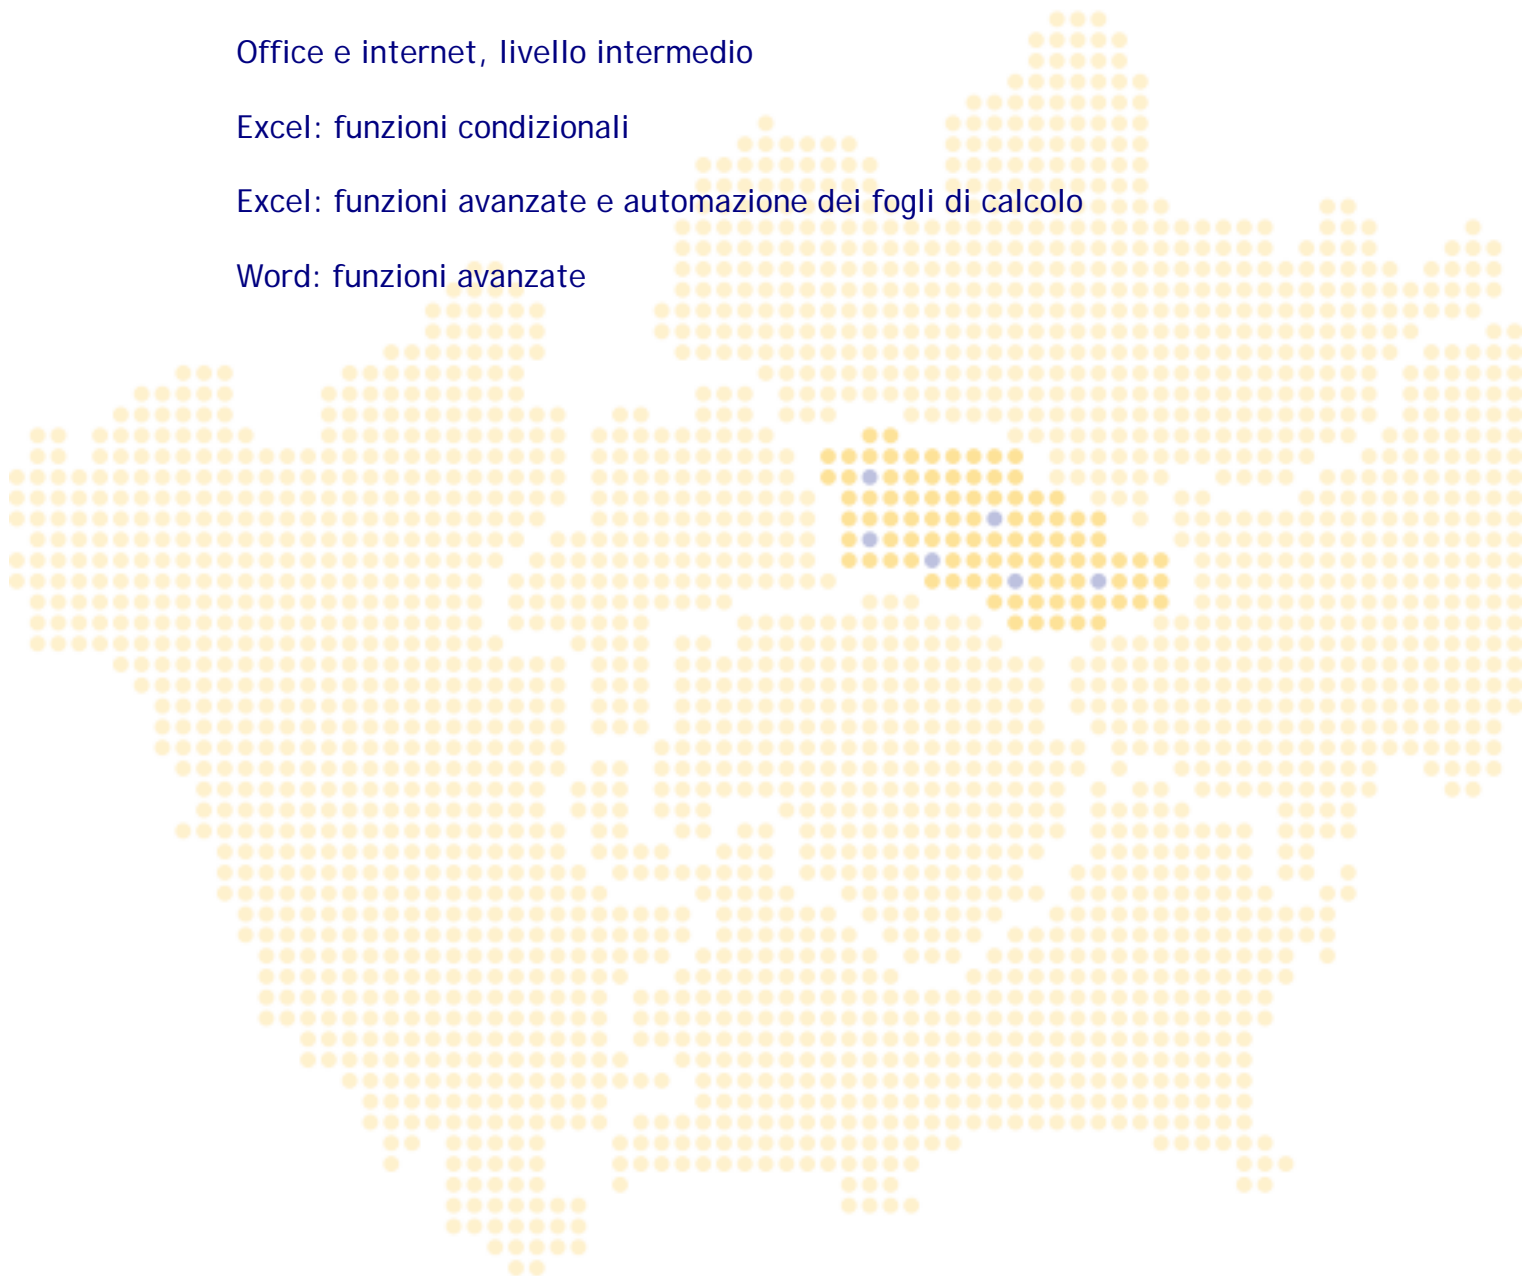 Office e internet, livello intermedio
Excel: funzioni condizionali
Excel: funzioni avanzate e automazione dei fogli di calcolo
Word: funzioni avanzate